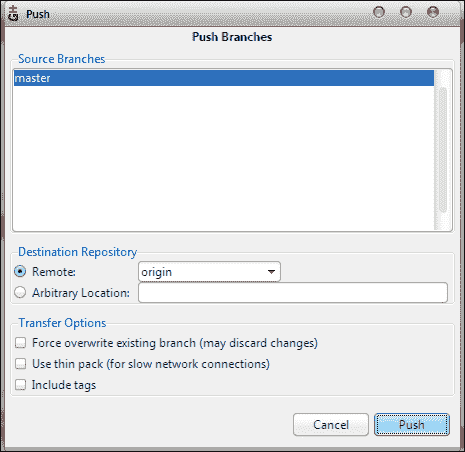 Push
Push Branches
Source Branches
master
Destination Repository
Remote: origin
Arbitrary Location:
Transfer Options
Force overwrite existing branch (may discard changes)
Use thin pack (for slow network connections)
Include tags
Cancel Push